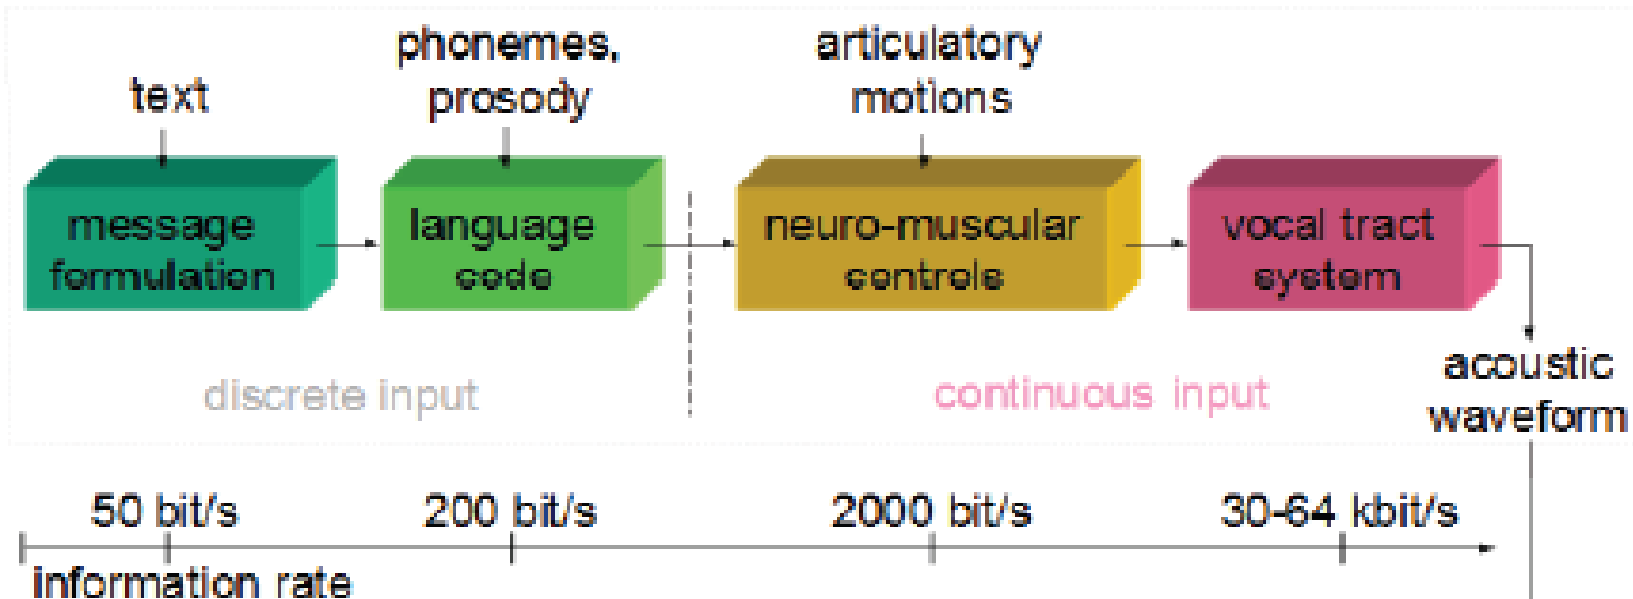 text
phonemes,
prosody
articulatory
motions
message
formulation
language
code
neuro-muscular
controls
vocal tract
system
discrete input
continuous input
acoustic
waveform
50 bit/s
200 bit/s
2000 bit/s
30-64 kbit/s
information rate